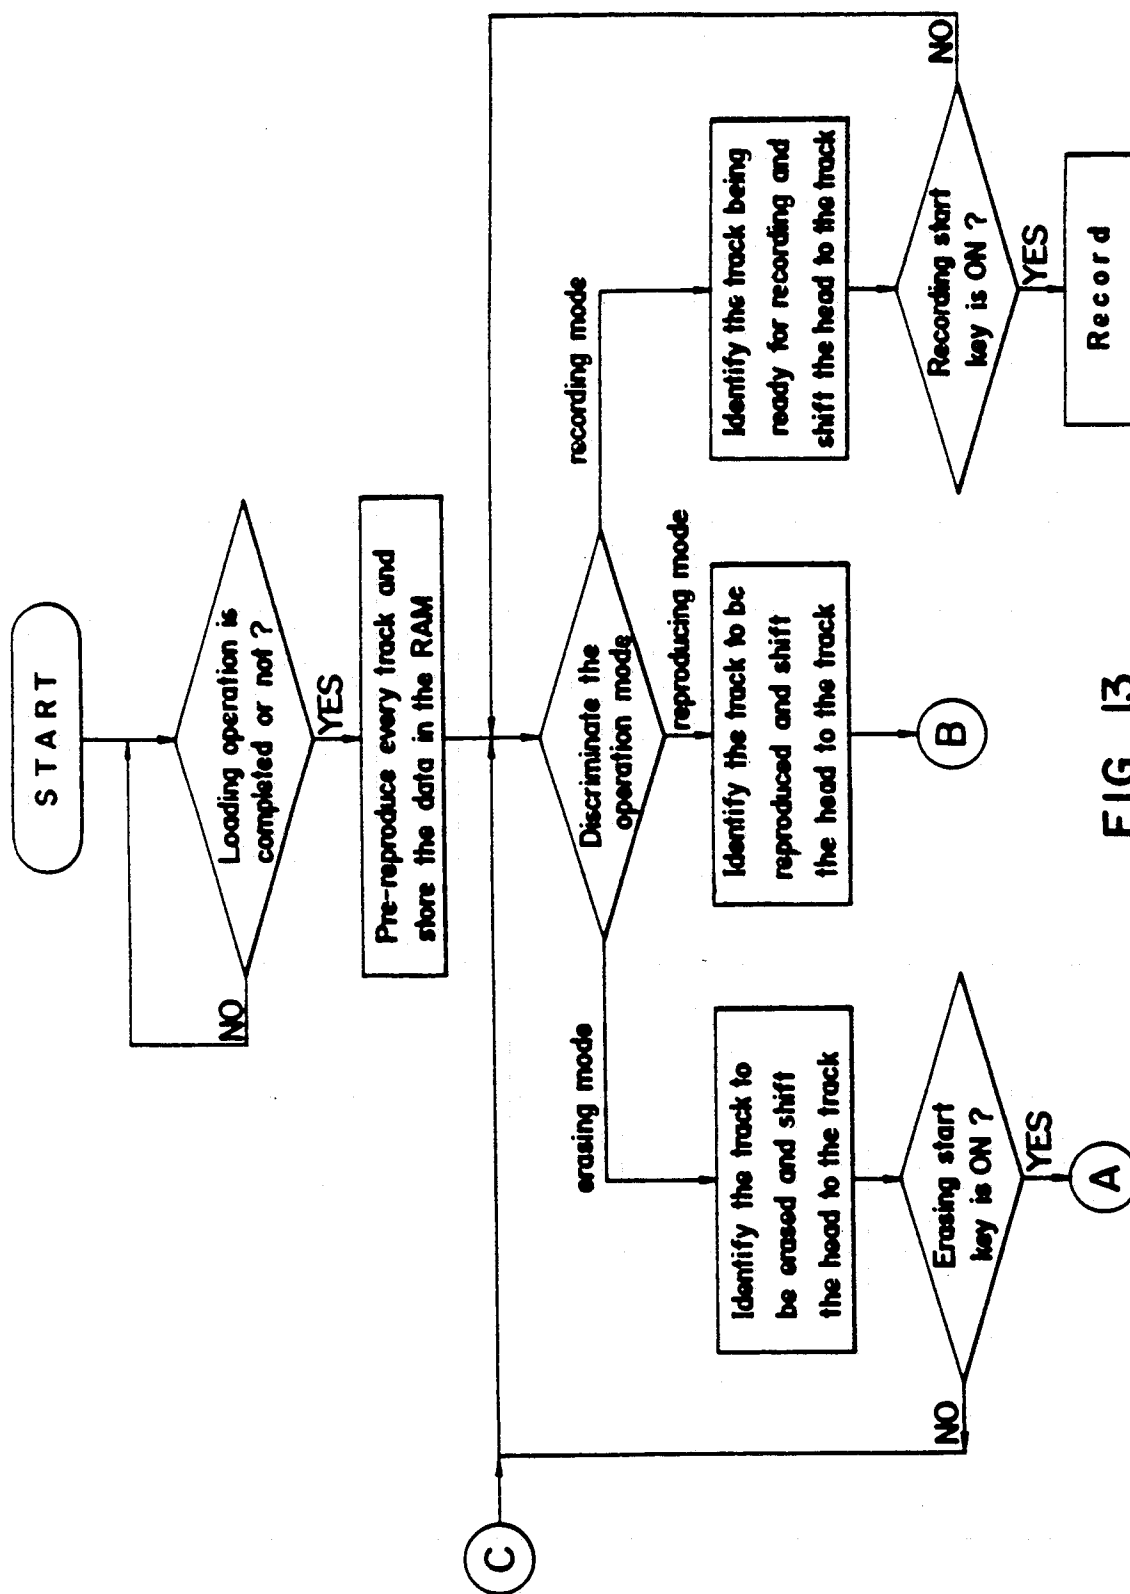 START
Loading operation is
completed or not ?
NO
YES
Pre-reproduce every track and
store the data in the RAM
C
Discriminate the
operation mode
erasing mode
reproducing mode
recording mode
Identify the track to
be erased and shift
the head to the track
Identify the track to be
reproduced and shift
the head to the track
Identify the track being
ready for recording and
shift the head to the track
Erasing start
key is ON ?
NO
YES
A
B
Recording start
key is ON ?
NO
YES
Record
FIG. 13